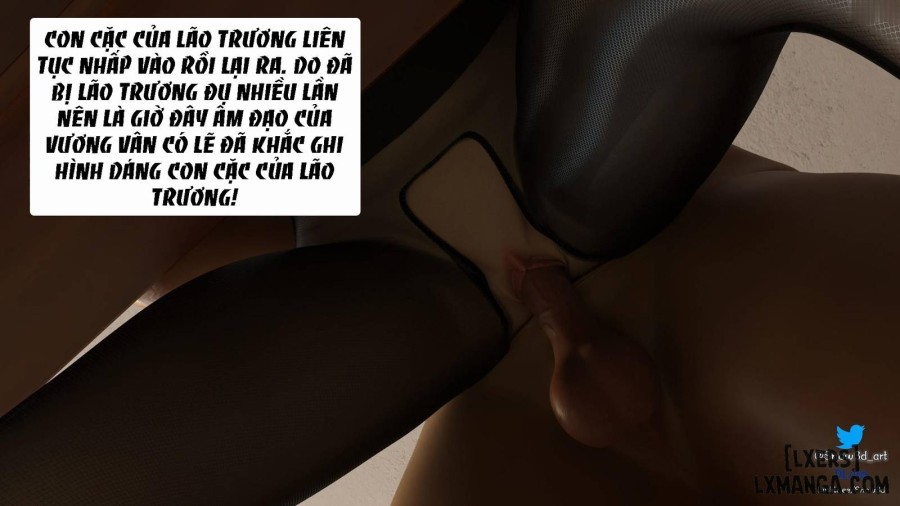 CON CẶC CỦA LÃO TRƯƠNG LIÊN
TỤC NHẤP VÀO RỒI LẠI RA. DO ĐÃ
BỊ LÃO TRƯƠNG ĐỤ NHIỀU LẦN
NÊN LÀ GIỜ ĐÂY ÂM ĐẠO CỦA
VƯƠNG VÂN CÓ LẼ ĐÃ KHẮC GHI
HÌNH DÁNG CON CẶC CỦA LÃO
TRƯƠNG!
[LXERS]
LXMANGA.COM